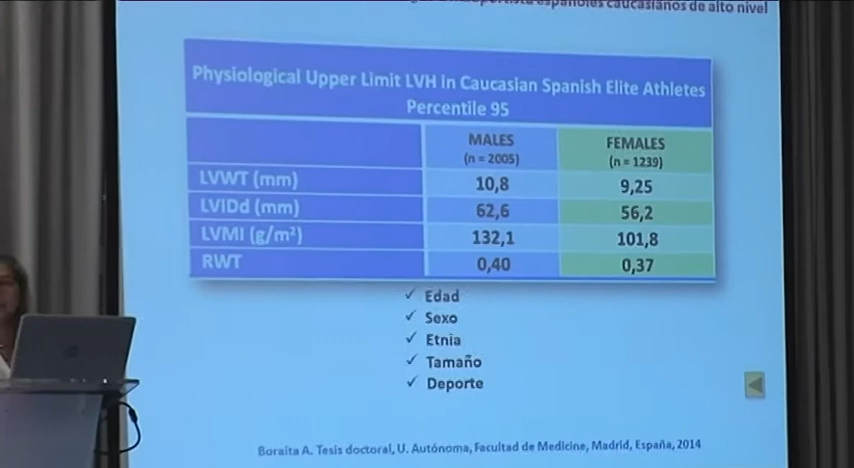 españoles caucasianos de alto nivel
Physiological Upper Limit LVH in Caucasian Spanish Elite Athletes
Percentile 95
MALES FEMALES
(n = 2005) (n = 1239)
LVWT (mm) 10,8 9,25
LVIDd (mm) 62,6 56,2
LVMI (g/m²) 132,1 101,8
RWT 0,40 0,37
✓ Edad
✓ Sexo
✓ Etnia
✓ Tamaño
✓ Deporte
Boraita A. Tesis doctoral, U. Autónoma, Facultad de Medicine, Madrid, España, 2014